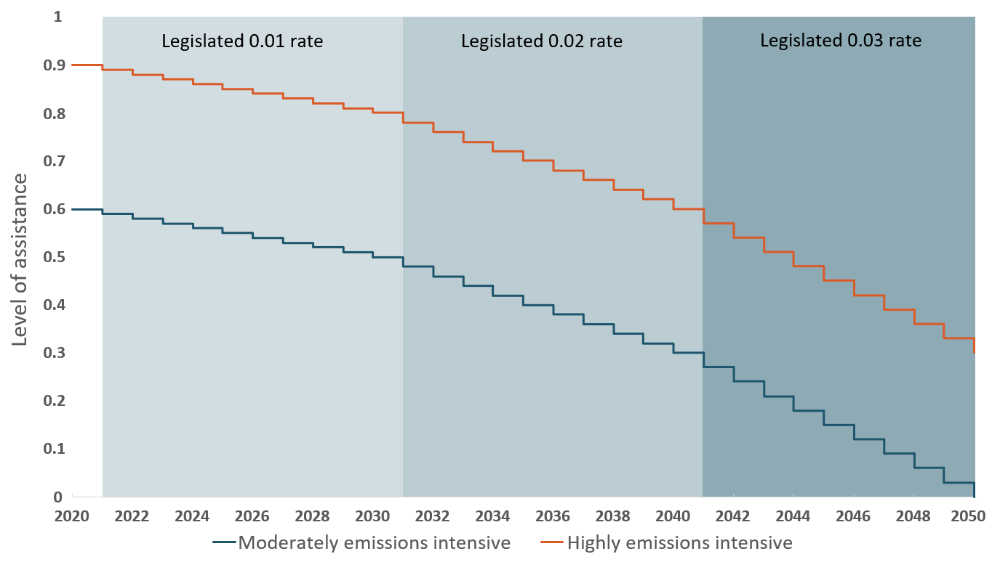 1
Legislated 0.01 rate
Legislated 0.02 rate
Legislated 0.03 rate
0.9
0.8
0.7
0.6
0.5
0.4
0.3
0.2
0.1
0
Level of assistance
2020 2022 2024 2026 2028 2030 2032 2034 2036 2038 2040 2042 2044 2046 2048 2050
Moderately emissions intensive
Highly emissions intensive